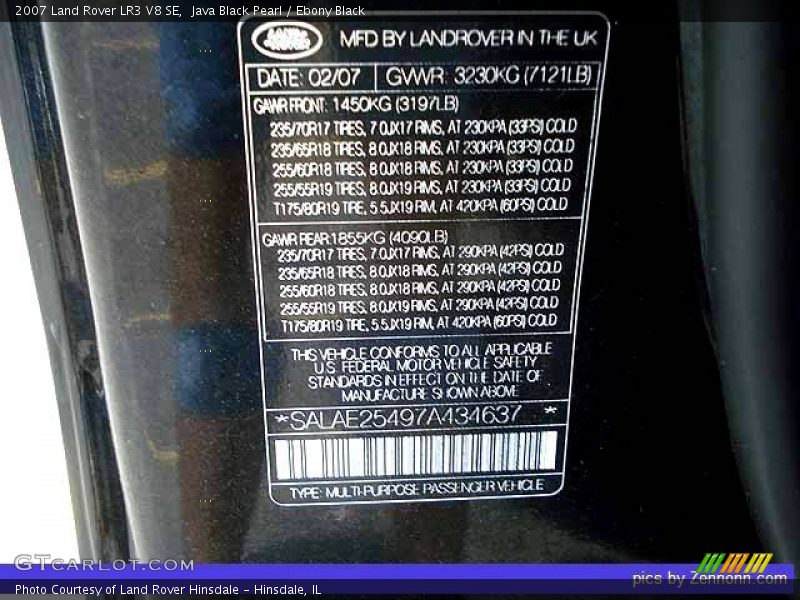 2007 Land Rover LR3 V8 SE, Java Black Pearl / Ebony Black
LAND ROVER
MFD BY LANDROVER IN THE UK
DATE: 02/07 GVWR: 3230KG (7121LB)
GAWR FRONT: 1450KG (3197LB)
235/70R17 TIRES, 7.0JX17 RIMS, AT 230KPA (33PSI) COLD
235/65R18 TIRES, 8.0JX18 RIMS, AT 230KPA (33PSI) COLD
255/60R18 TIRES, 8.0JX18 RIMS, AT 230KPA (33PSI) COLD
255/55R19 TIRES, 8.0JX19 RIMS, AT 230KPA (33PSI) COLD
T175/80R19 TIRE, 5.5JX19 RIM, AT 420KPA (60PSI) COLD
GAWR REAR:1855KG (4090LB)
235/70R17 TIRES, 7.0JX17 RIMS, AT 290KPA (42PSI) COLD
235/65R18 TIRES, 8.0JX18 RIMS, AT 290KPA (42PSI) COLD
255/60R18 TIRES, 8.0JX18 RIMS, AT 290KPA (42PSI) COLD
255/55R19 TIRES, 8.0JX19 RIMS, AT 290KPA (42PSI) COLD
T175/80R19 TIRE, 5.5JX19 RIM, AT 420KPA (60PSI) COLD
THIS VEHICLE CONFORMS TO ALL APPLICABLE
U.S. FEDERAL MOTOR VEHICLE SAFETY
STANDARDS IN EFFECT ON THE DATE OF
MANUFACTURE SHOWN ABOVE
*SALAE25497A434637 *
TYPE: MULTI-PURPOSE PASSENGER VEHICLE
GTCARLOT.COM
Photo Courtesy of Land Rover Hinsdale - Hinsdale, IL
pics by Zennonn.com